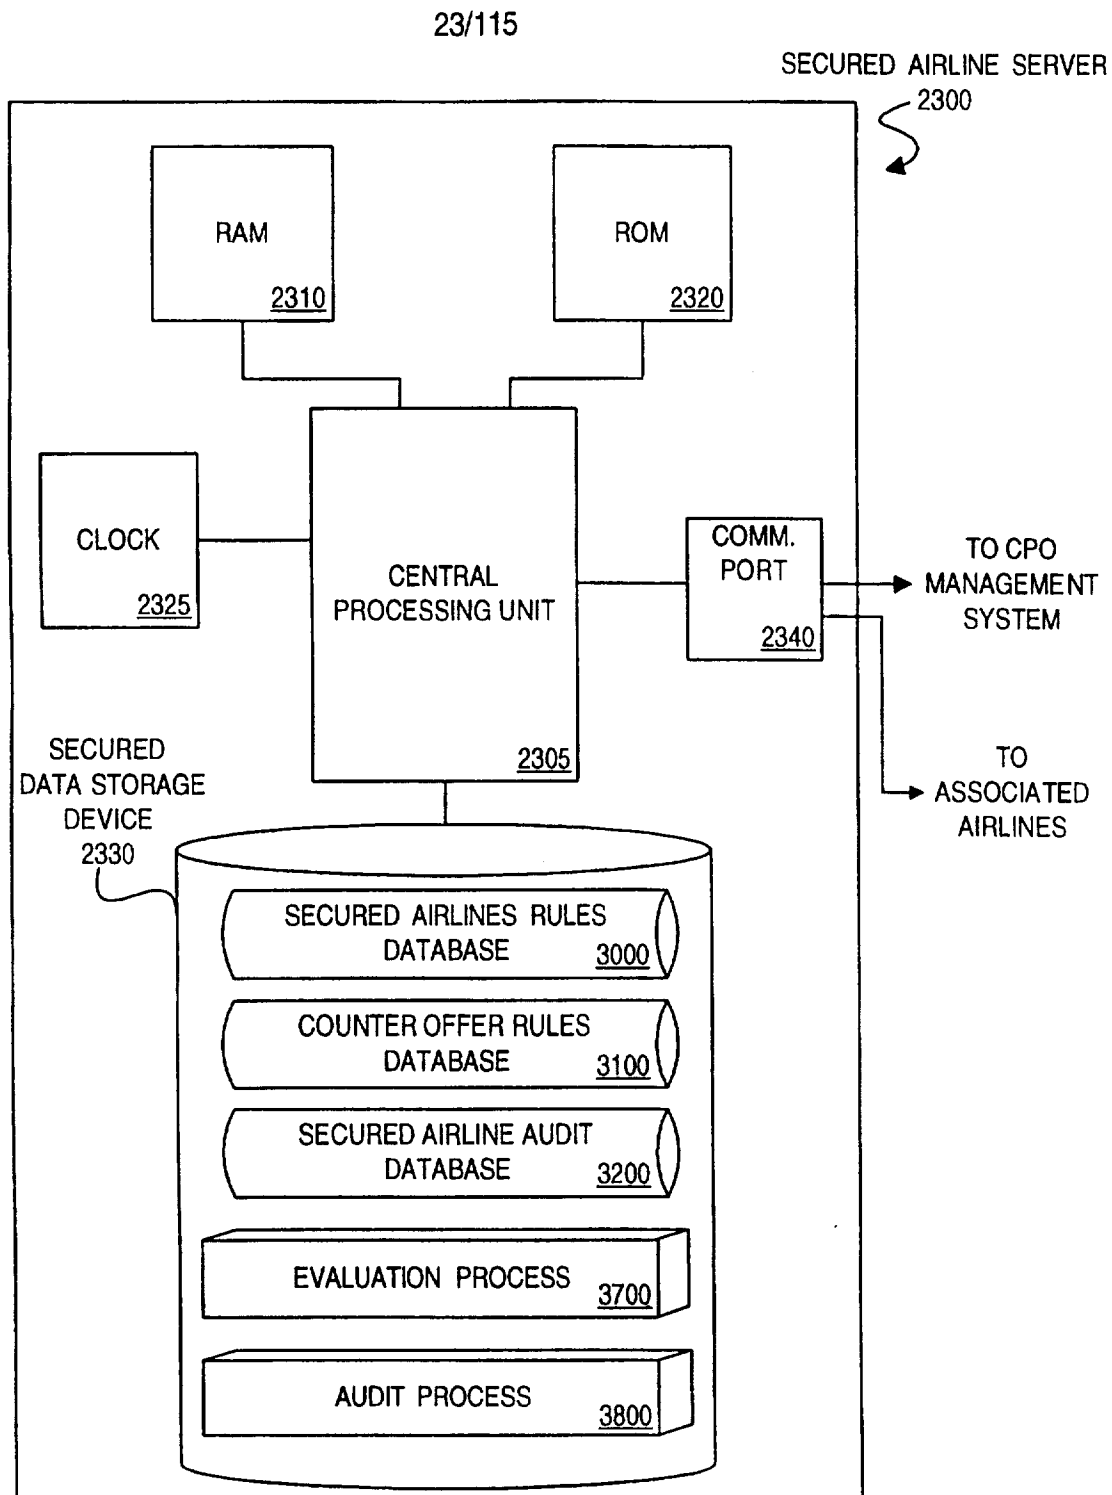 23/115
SECURED AIRLINE SERVER
2300
RAM
2310
ROM
2320
CLOCK
2325
CENTRAL
PROCESSING UNIT
2305
COMM.
PORT
2340
TO CPO
MANAGEMENT
SYSTEM
TO
ASSOCIATED
AIRLINES
SECURED
DATA STORAGE
DEVICE
2330
SECURED AIRLINES RULES
DATABASE
3000
COUNTER OFFER RULES
DATABASE
3100
SECURED AIRLINE AUDIT
DATABASE
3200
EVALUATION PROCESS
3700
AUDIT PROCESS
3800